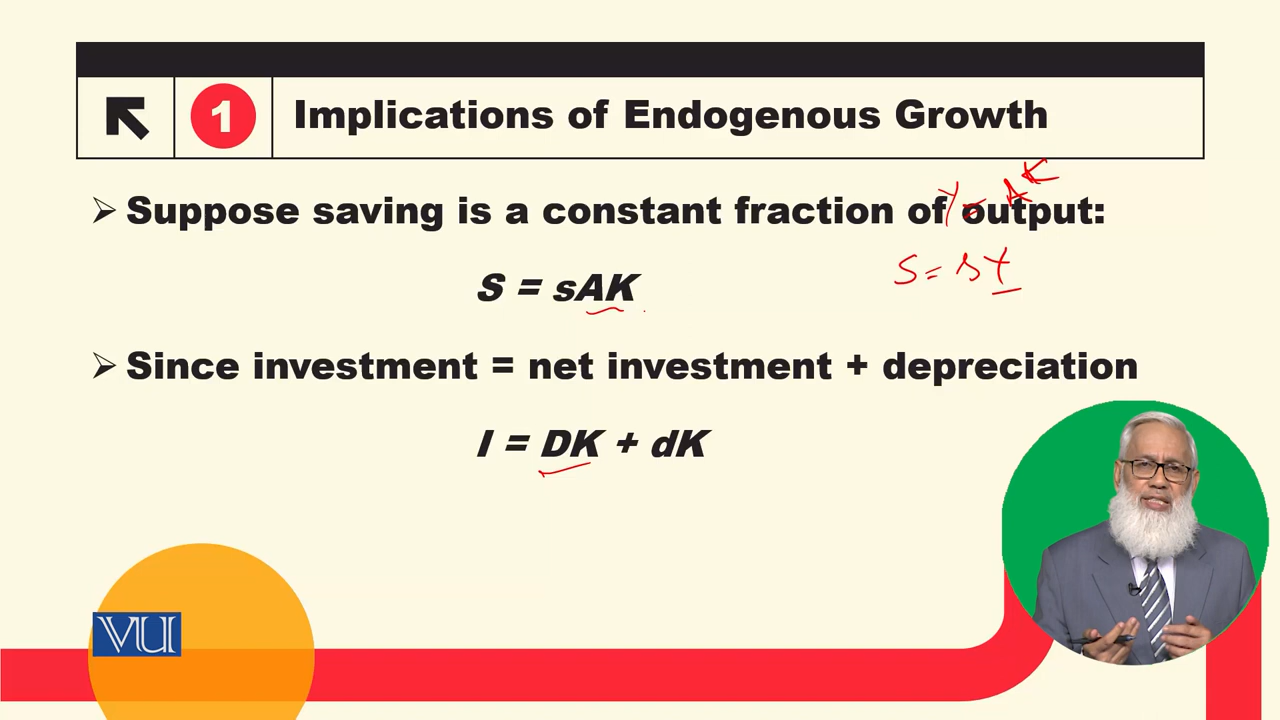 1 Implications of Endogenous Growth
Y = AK
➢ Suppose saving is a constant fraction of output:
S = sAK
S = sY
➢ Since investment = net investment + depreciation
I = DK + dK
VU